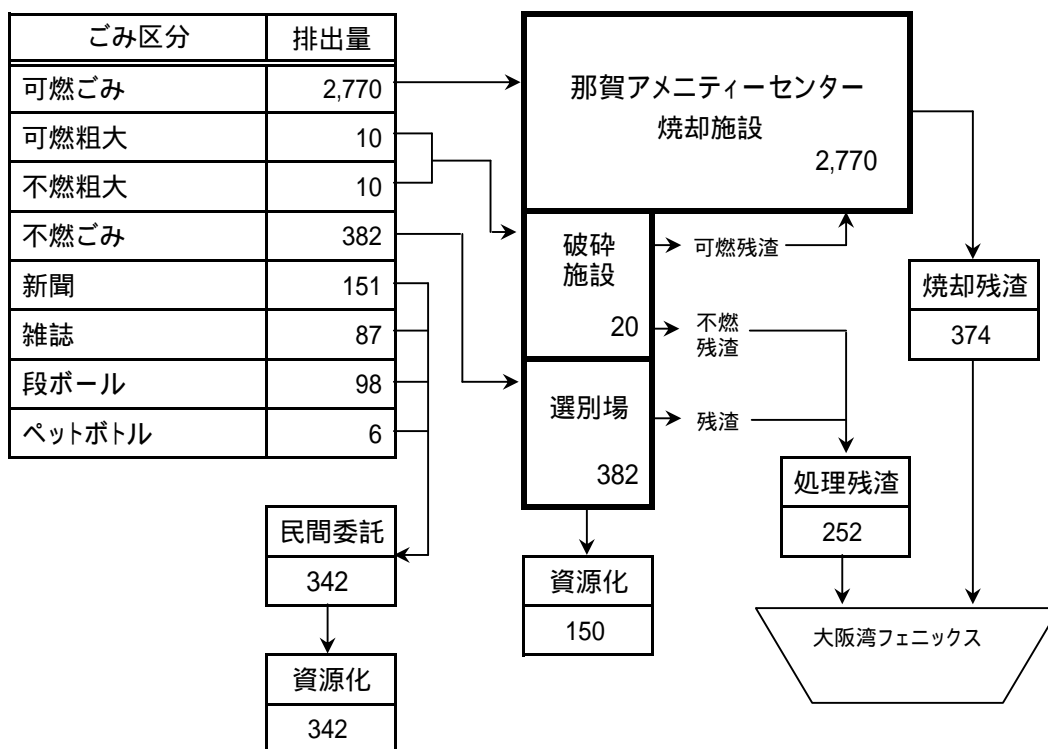 ごみ区分 排出量
可燃ごみ 2,770
可燃粗大 10
不燃粗大 10
不燃ごみ 382
新聞 151
雑誌 87
段ボール 98
ペットボトル 6
民間委託
342
資源化
342
那賀アメニティーセンター
焼却施設
2,770
破砕
施設
20
選別場
382
資源化
150
可燃残渣
不燃
残渣
残渣
処理残渣
252
焼却残渣
374
大阪湾フェニックス